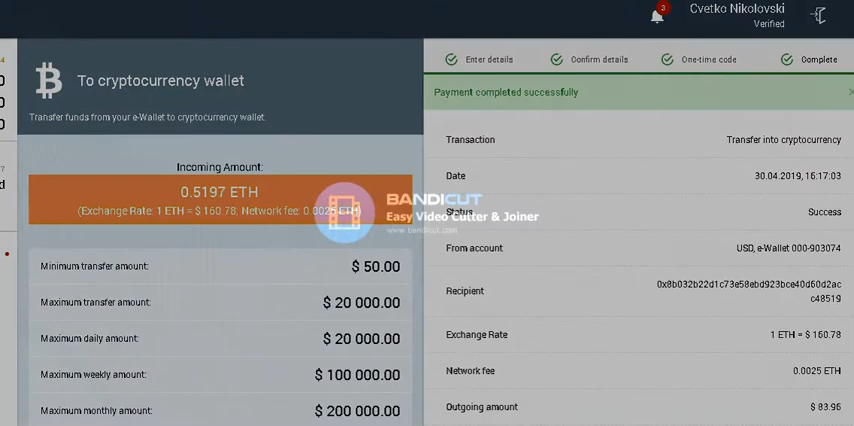 3
Cvetko Nikolovski
Verified
To cryptocurrency wallet
Transfer funds from your e-Wallet to cryptocurrency wallet.
Incoming Amount:
0.5197 ETH
(Exchange Rate: 1 ETH = $ 160.78, Network fee: 0.0025 ETH)
Minimum transfer amount: $ 50.00
Maximum transfer amount: $ 20 000.00
Maximum daily amount: $ 20 000.00
Maximum weekly amount: $ 100 000.00
Maximum monthly amount: $ 200 000.00
BANDICUT
Easy Video Cutter & Joiner
www.bandicut.com
Enter details Confirm details One-time code Complete
Payment completed successfully
Transaction Transfer into cryptocurrency
Date 30.04.2019, 16:17:03
Status Success
From account USD, e-Wallet 000-903074
Recipient 0x8b032b22d1c73e58ebd923bce40d60d2ac
c48519
Exchange Rate 1 ETH = $ 160.78
Network fee 0.0025 ETH
Outgoing amount $ 83.96